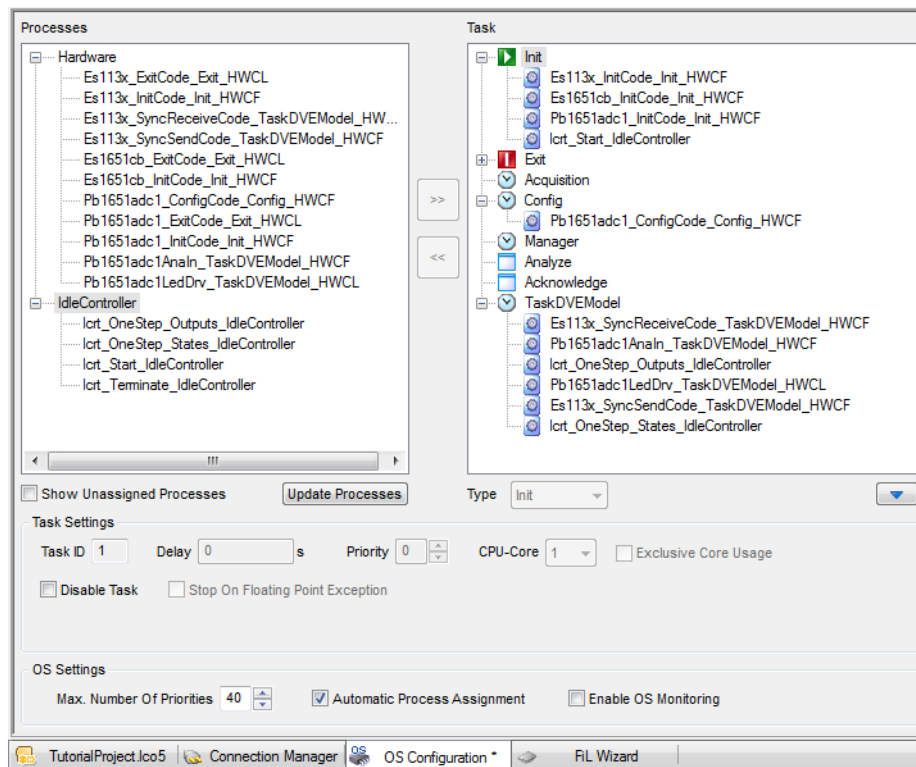 Processes
Hardware
Es113x_ExitCode_Exit_HWCL
Es113x_InitCode_Init_HWCF
Es113x_SyncReceiveCode_TaskDVEModel_HW...
Es113x_SyncSendCode_TaskDVEModel_HWCF
Es1651cb_ExitCode_Exit_HWCL
Es1651cb_InitCode_Init_HWCF
Pb1651adc1_ConfigCode_Config_HWCF
Pb1651adc1_ExitCode_Exit_HWCL
Pb1651adc1_InitCode_Init_HWCF
Pb1651adc1AnaIn_TaskDVEModel_HWCF
Pb1651adc1LedDrv_TaskDVEModel_HWCL
IdleController
Icrt_OneStep_Outputs_IdleController
Icrt_OneStep_States_IdleController
Icrt_Start_IdleController
Icrt_Terminate_IdleController
>>
<<
Task
Init
Es113x_InitCode_Init_HWCF
Es1651cb_InitCode_Init_HWCF
Pb1651adc1_InitCode_Init_HWCF
Icrt_Start_IdleController
Exit
Acquisition
Config
Pb1651adc1_ConfigCode_Config_HWCF
Manager
Analyze
Acknowledge
TaskDVEModel
Es113x_SyncReceiveCode_TaskDVEModel_HWCF
Pb1651adc1AnaIn_TaskDVEModel_HWCF
Icrt_OneStep_Outputs_IdleController
Pb1651adc1LedDrv_TaskDVEModel_HWCL
Es113x_SyncSendCode_TaskDVEModel_HWCF
Icrt_OneStep_States_IdleController
Show Unassigned Processes Update Processes Type Init
Task Settings
Task ID 1 Delay 0 s Priority 0 CPU-Core 1 Exclusive Core Usage
Disable Task Stop On Floating Point Exception
OS Settings
Max. Number Of Priorities 40 Automatic Process Assignment Enable OS Monitoring
TutorialProject.lco5 Connection Manager OS OS Configuration * FiL Wizard